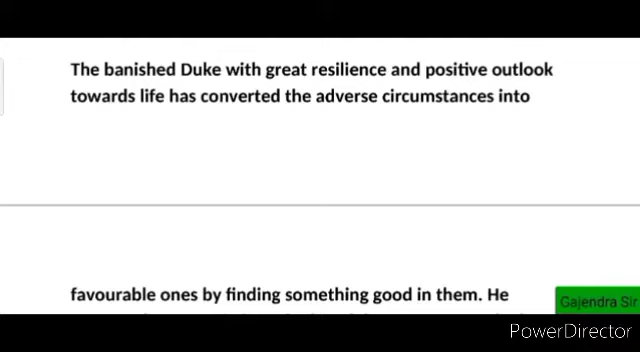 The banished Duke with great resilience and positive outlook
towards life has converted the adverse circumstances into
favourable ones by finding something good in them. He
Gajendra Sir
PowerDirector